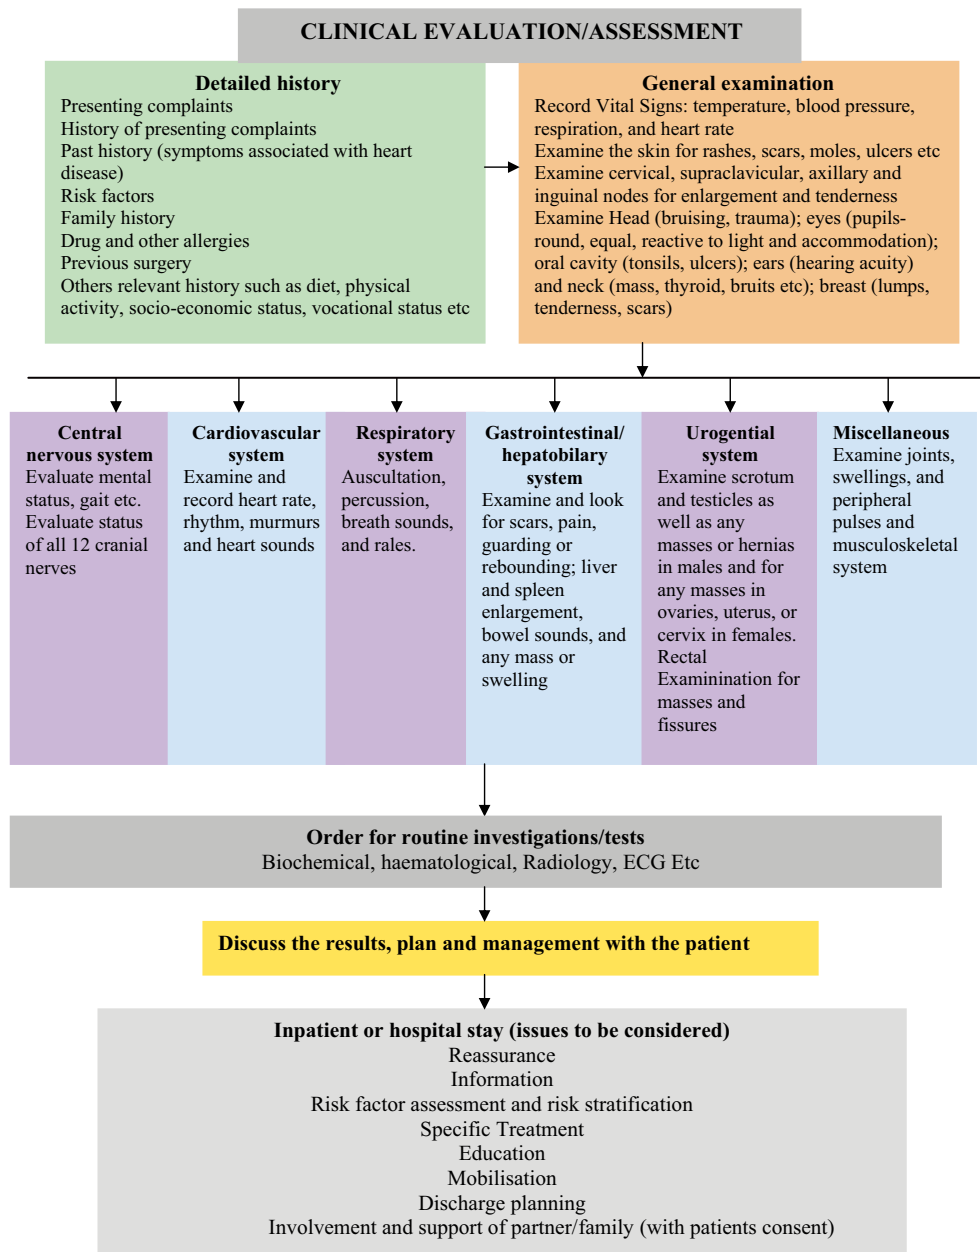 CLINICAL EVALUATION/ASSESSMENT
Detailed history
Presenting complaints
History of presenting complaints
Past history (symptoms associated with heart
disease)
Risk factors
Family history
Drug and other allergies
Previous surgery
Others relevant history such as diet, physical
activity, socio-economic status, vocational status etc
General examination
Record Vital Signs: temperature, blood pressure,
respiration, and heart rate
Examine the skin for rashes, scars, moles, ulcers etc
Examine cervical, supraclavicular, axillary and
inguinal nodes for enlargement and tenderness
Examine Head (bruising, trauma); eyes (pupils-
round, equal, reactive to light and accommodation);
oral cavity (tonsils, ulcers); ears (hearing acuity)
and neck (mass, thyroid, bruits etc); breast (lumps,
tenderness, scars)
Central
nervous system
Evaluate mental
status, gait etc.
Evaluate status
of all 12 cranial
nerves
Cardiovascular
system
Examine and
record heart rate,
rhythm, murmurs
and heart sounds
Respiratory
system
Auscultation,
percussion,
breath sounds,
and rales.
Gastrointestinal/
hepatobilary
system
Examine and look
for scars, pain,
guarding or
rebounding; liver
and spleen
enlargement,
bowel sounds, and
any mass or
swelling
Urogential
system
Examine scrotum
and testicles as
well as any
masses or hernias
in males and for
any masses in
ovaries, uterus, or
cervix in females.
Rectal
Examinination for
masses and
fissures
Miscellaneous
Examine joints,
swellings, and
peripheral
pulses and
musculoskeletal
system
Order for routine investigations/tests
Biochemical, haematological, Radiology, ECG Etc
Discuss the results, plan and management with the patient
Inpatient or hospital stay (issues to be considered)
Reassurance
Information
Risk factor assessment and risk stratification
Specific Treatment
Education
Mobilisation
Discharge planning
Involvement and support of partner/family (with patients consent)